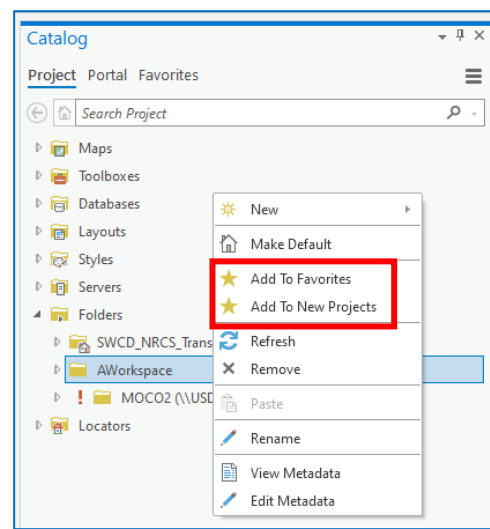 Catalog
Project Portal Favorites
Search Project
Maps
Toolboxes
Databases
Layouts
Styles
Servers
Folders
SWCD_NRCS_Trans
AWorkspace
MOCO2 (\\USD
Locators
New
Make Default
Add To Favorites
Add To New Projects
Refresh
Remove
Paste
Rename
View Metadata
Edit Metadata